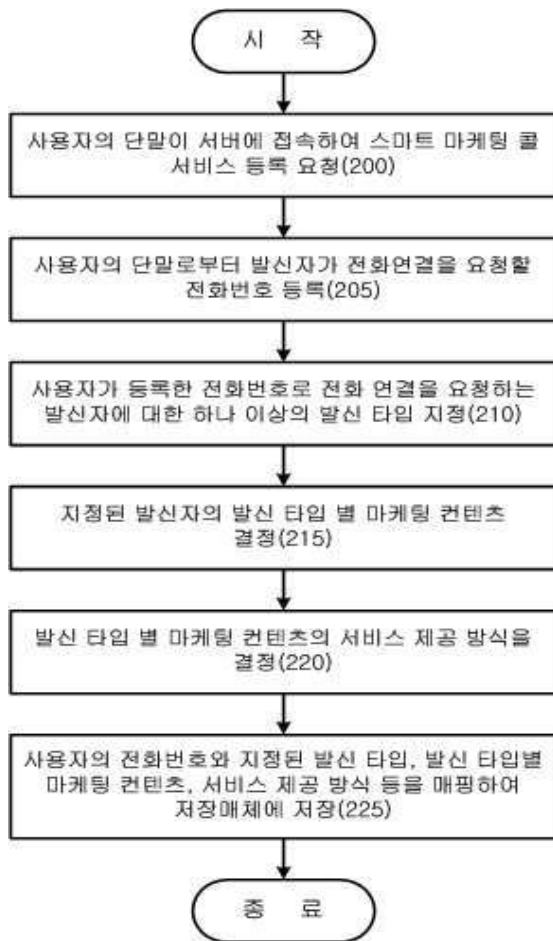 시 작
사용자의 단말이 서버에 접속하여 스마트 마케팅 콜
서비스 등록 요청(200)
사용자의 단말로부터 발신자가 전화연결을 요청할
전화번호 등록(205)
사용자가 등록한 전화번호로 전화 연결을 요청하는
발신자에 대한 하나 이상의 발신 타입 지정(210)
지정된 발신자의 발신 타입 별 마케팅 컨텐츠
결정(215)
발신 타입 별 마케팅 컨텐츠의 서비스 제공 방식을
결정(220)
사용자의 전화번호와 지정된 발신 타입, 발신 타입별
마케팅 컨텐츠, 서비스 제공 방식 등을 매핑하여
저장매체에 저장(225)
종 료